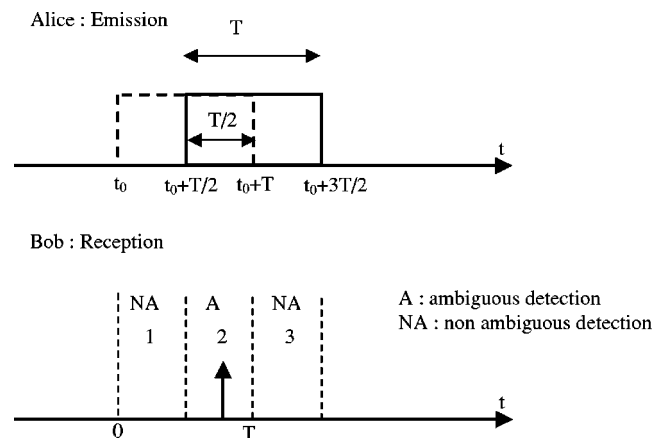 Alice : Emission
T
T/2
t
t₀
t₀+T/2
t₀+T
t₀+3T/2
Bob : Reception
NA
A
NA
1
2
3
A : ambiguous detection
NA : non ambiguous detection
t
0
T